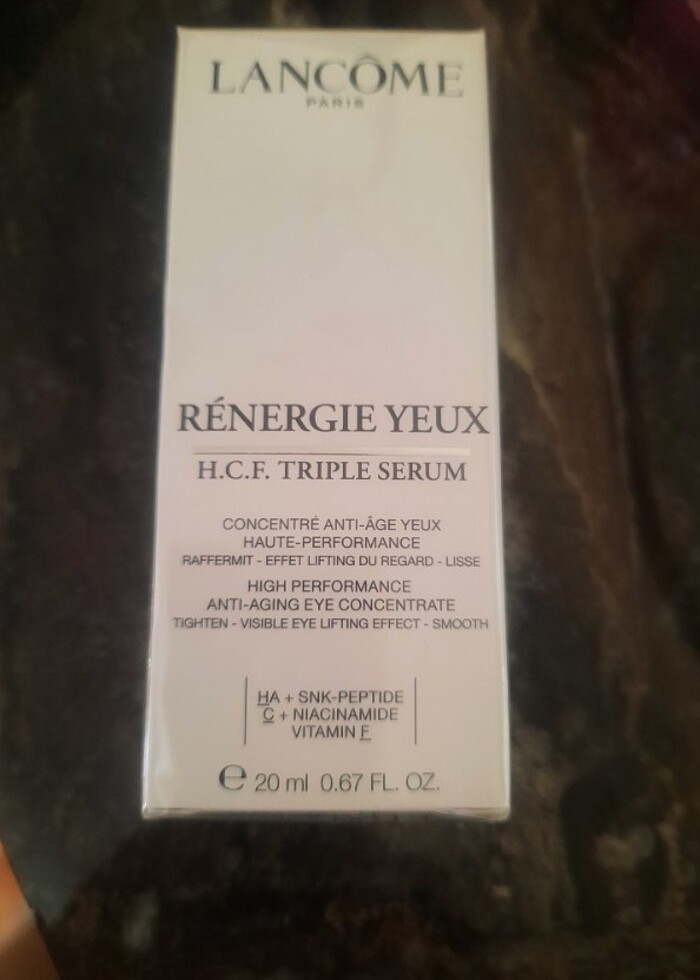 LANCÔME
PARIS
RÉNERGIE YEUX
H.C.F. TRIPLE SERUM
CONCENTRÉ ANTI-ÂGE YEUX
HAUTE-PERFORMANCE
RAFFERMIT - EFFET LIFTING DU REGARD - LISSE
HIGH PERFORMANCE
ANTI-AGING EYE CONCENTRATE
TIGHTEN - VISIBLE EYE LIFTING EFFECT - SMOOTH
HA + SNK-PEPTIDE
C + NIACINAMIDE
VITAMIN F
℮ 20 ml 0.67 FL. OZ.